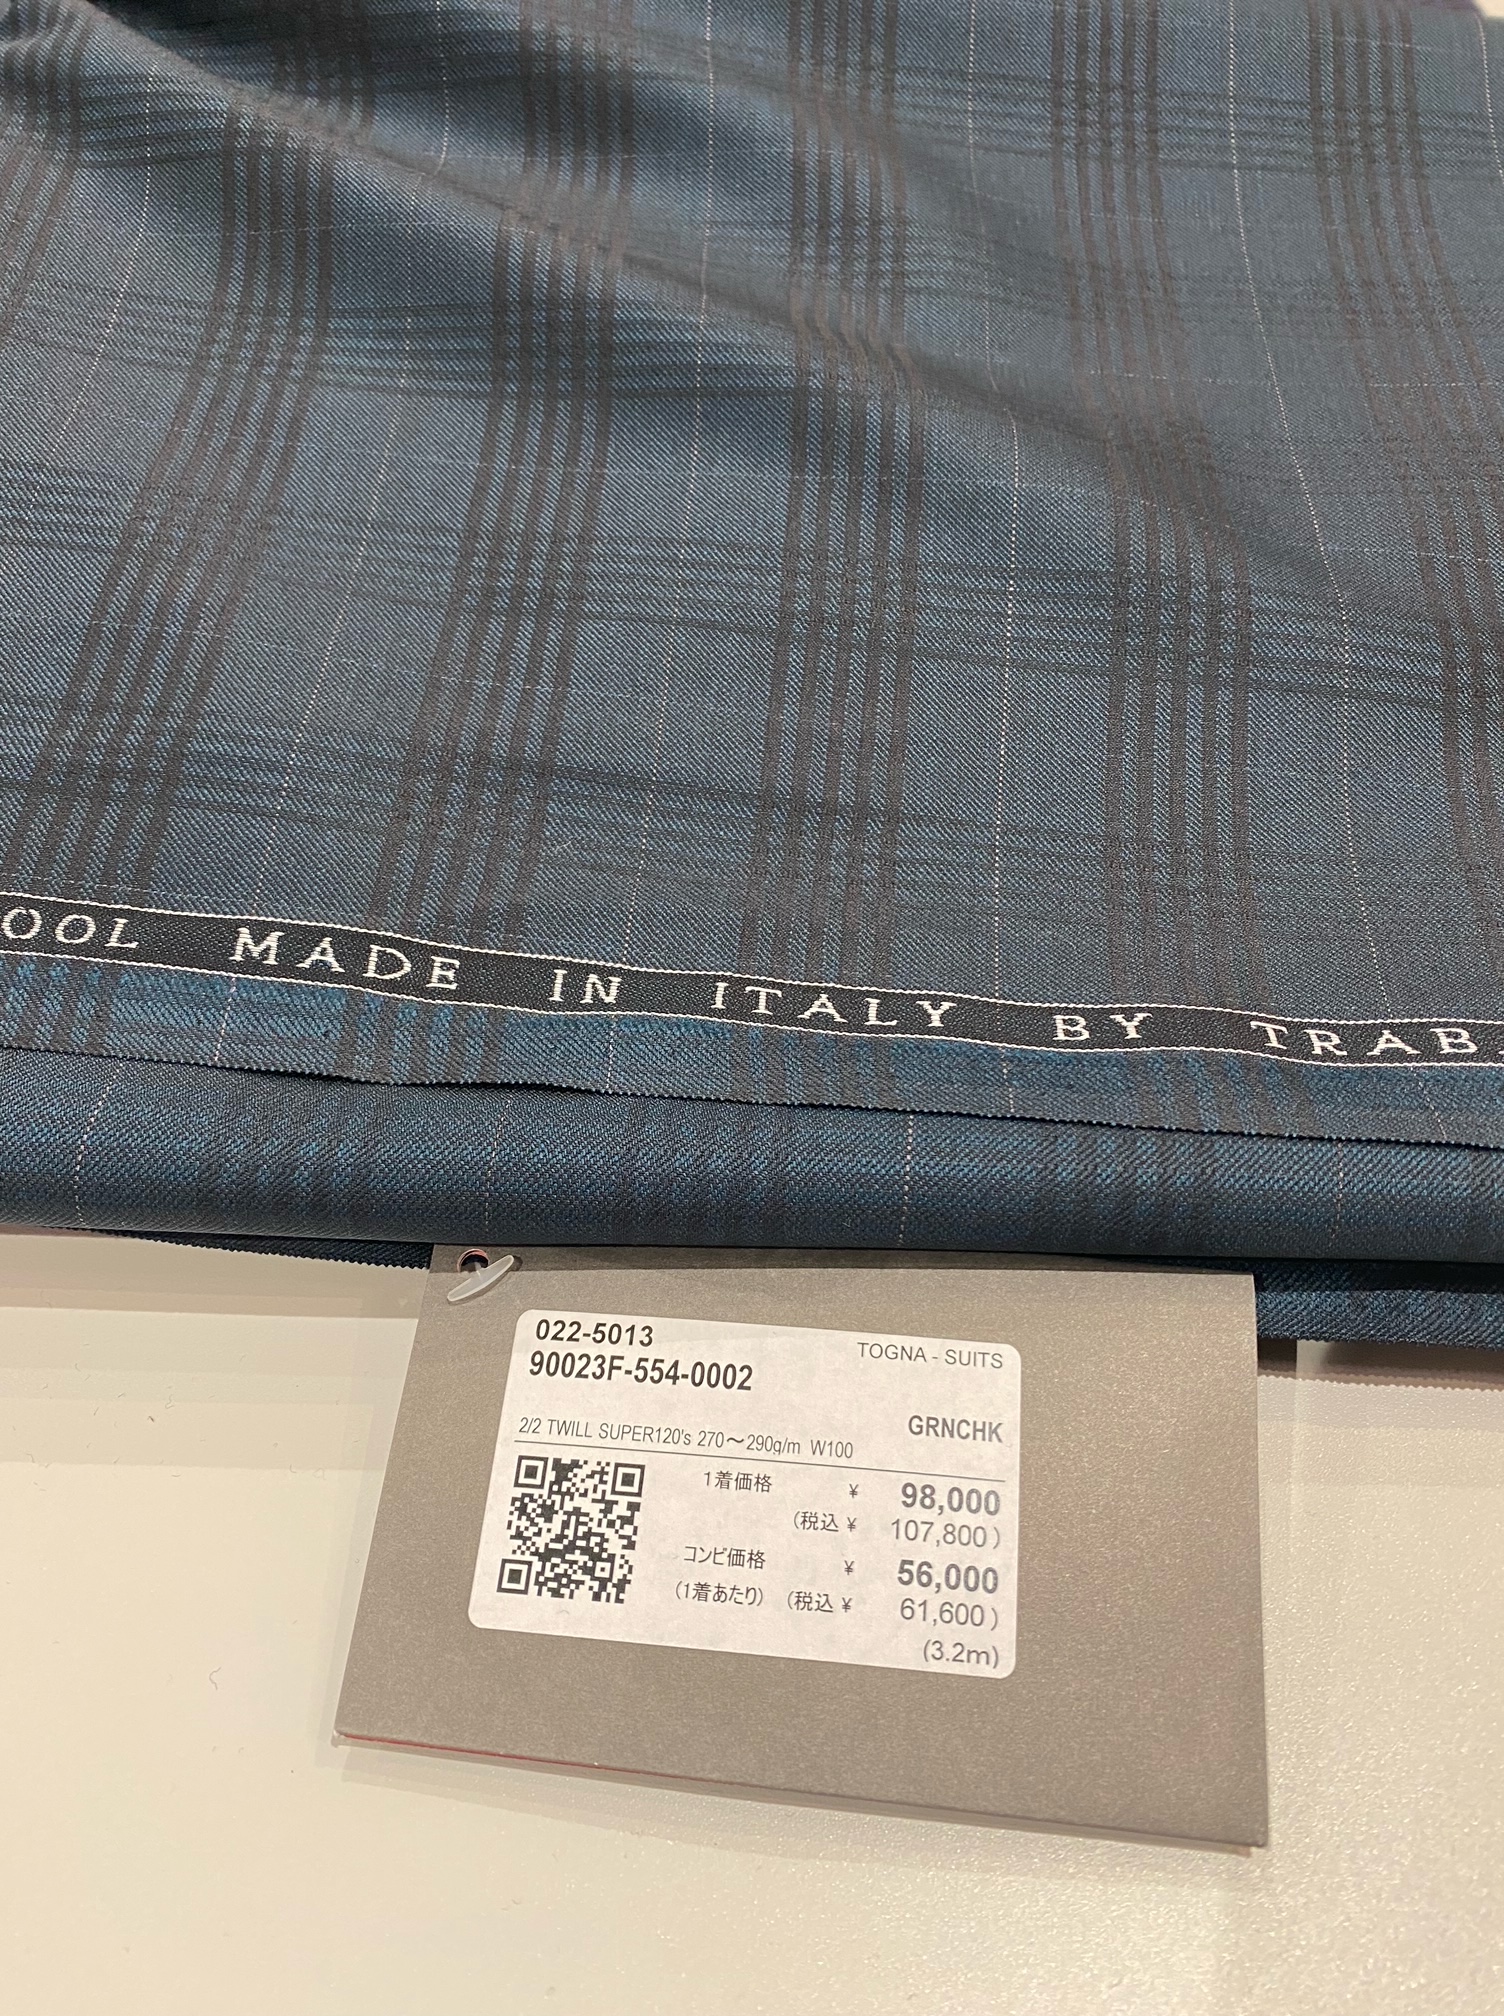 OOL MADE IN ITALY BY TRAB
022-5013
90023F-554-0002
TOGNA - SUITS
GRNCHK
2/2 TWILL SUPER120's 270～290g/m W100
1着価格 ¥ 98,000
(税込 ¥ 107,800)
コンビ価格 ¥ 56,000
(1着あたり) (税込 ¥ 61,600)
(3.2m)